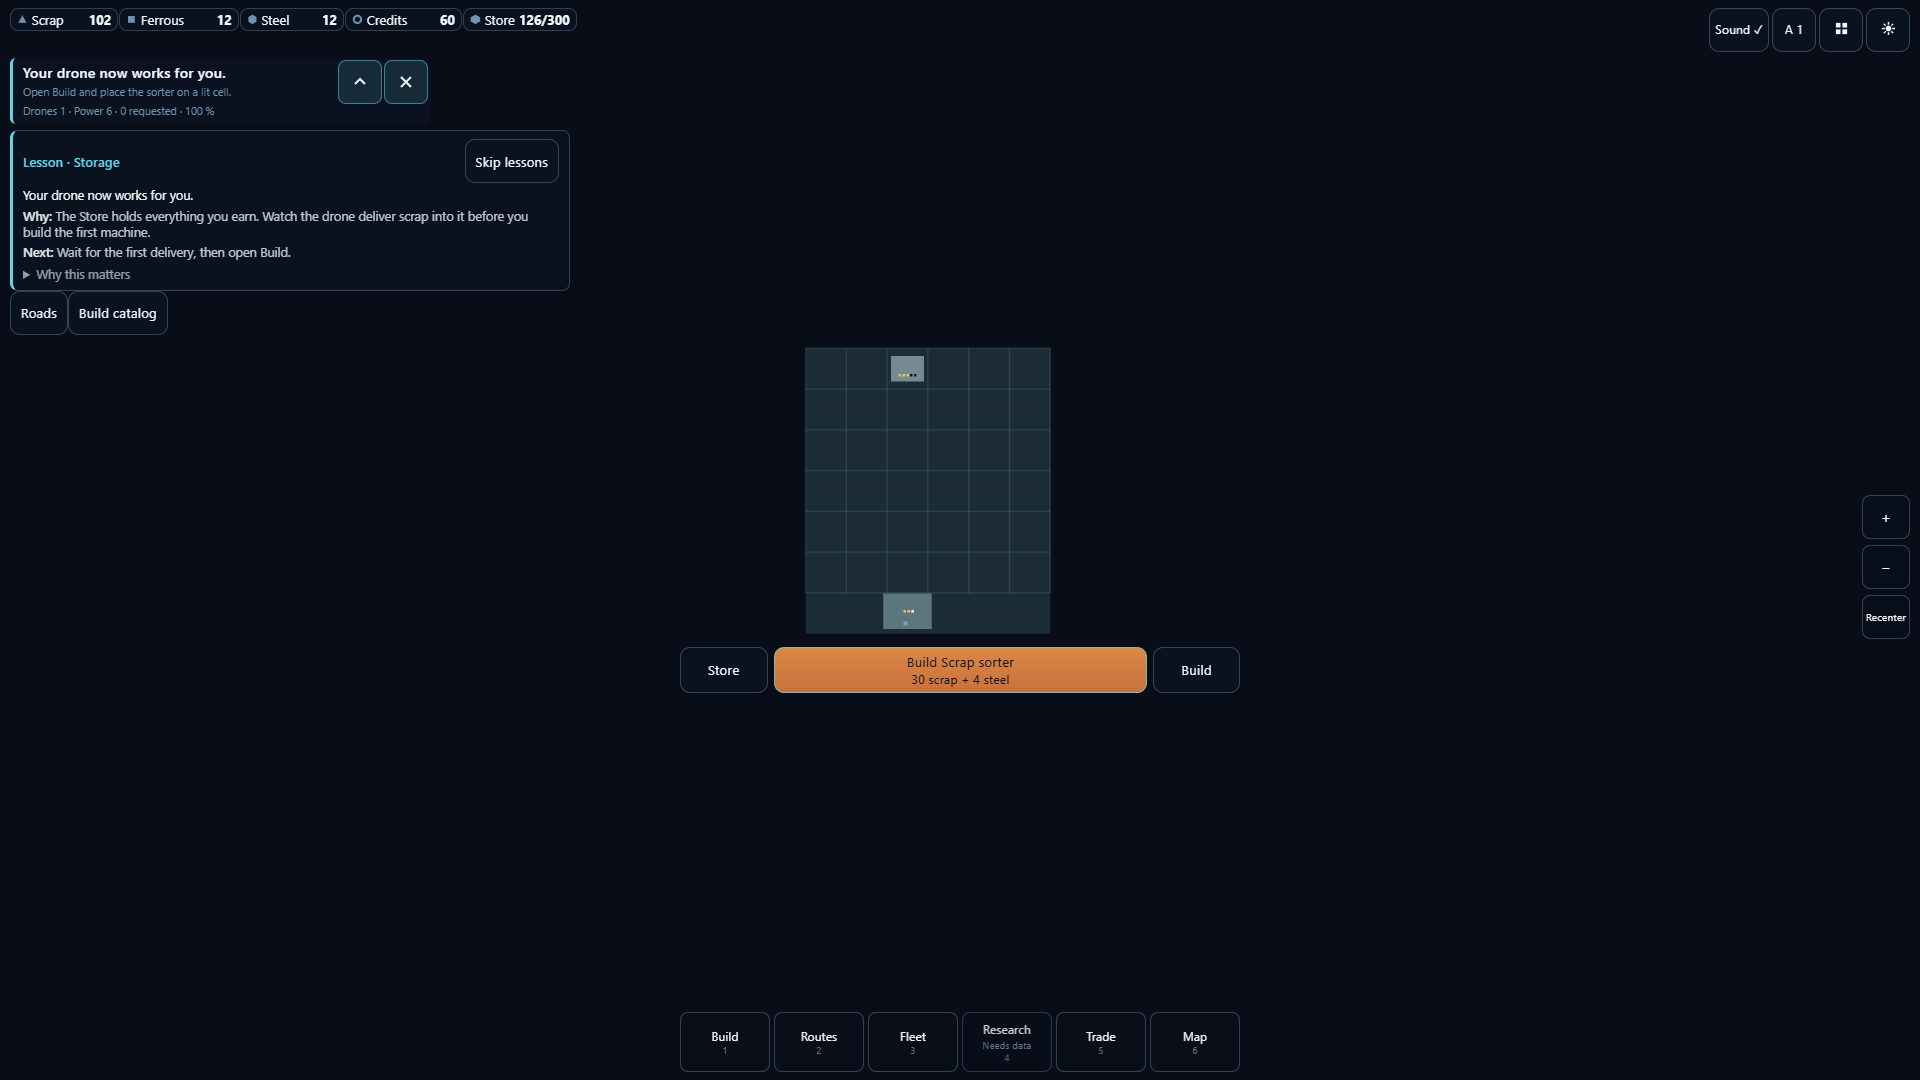 Scrap 102 Ferrous 12 Steel 12 Credits 60 Store 126/300
Sound ✓ A 1
Your drone now works for you.
Open Build and place the sorter on a lit cell.
Drones 1 · Power 6 · 0 requested · 100 %
Lesson · Storage
Skip lessons
Your drone now works for you.
Why: The Store holds everything you earn. Watch the drone deliver scrap into it before you
build the first machine.
Next: Wait for the first delivery, then open Build.
Why this matters
Roads Build catalog
+
–
Recenter
Store
Build Scrap sorter
30 scrap + 4 steel
Build
Build
1
Routes
2
Fleet
3
Research
Needs data
4
Trade
5
Map
6